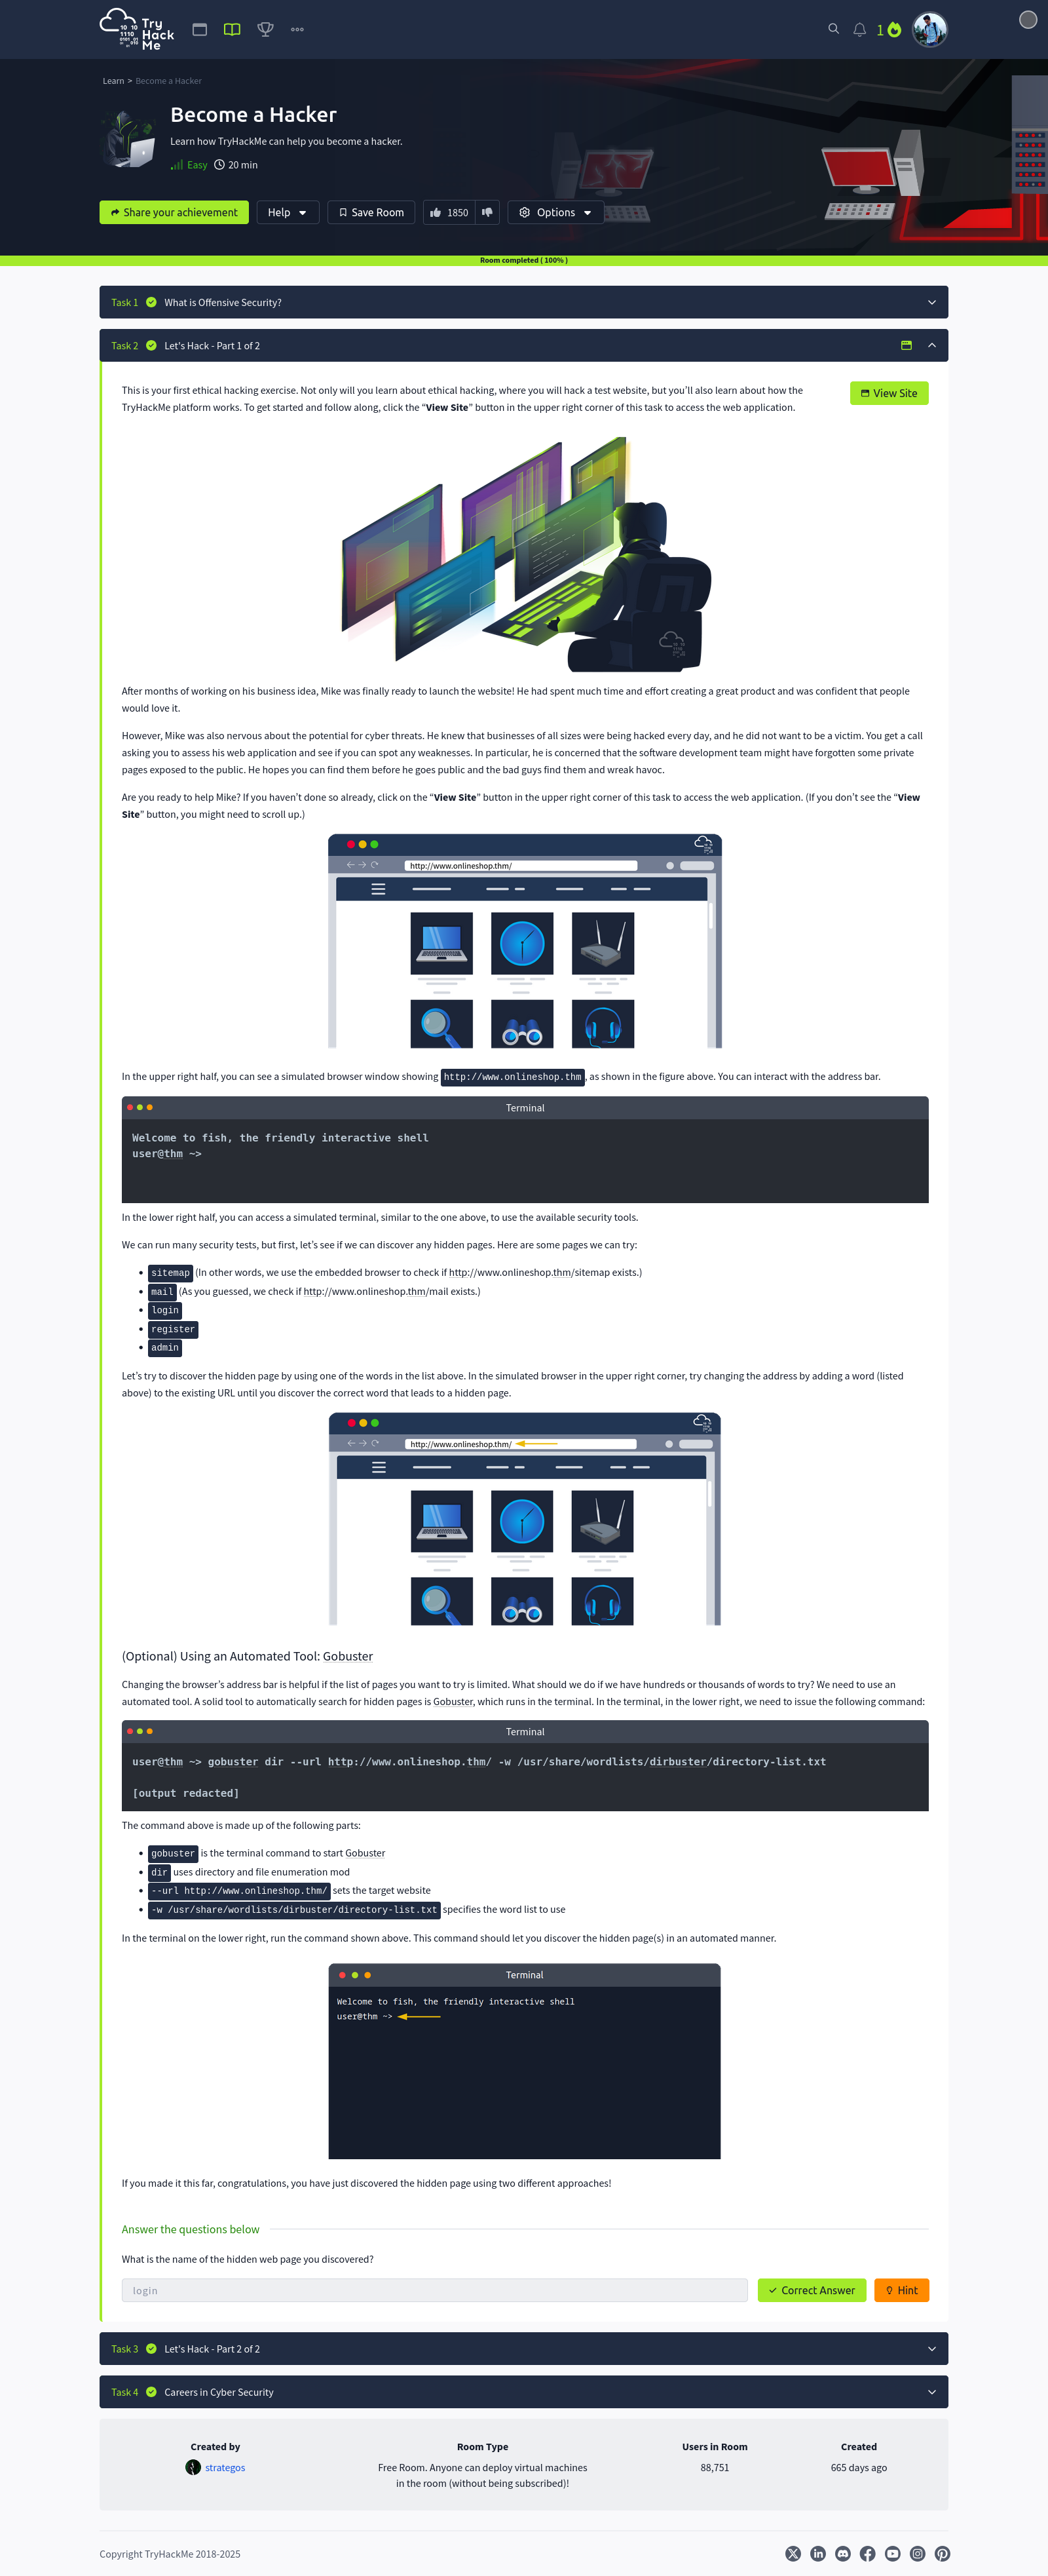 Try
Hack
Me
1
Learn > Become a Hacker
Become a Hacker
Learn how TryHackMe can help you become a hacker.
Easy 20 min
Share your achievement Help Save Room 1850 Options
Room completed ( 100% )
Task 1 What is Offensive Security?
Task 2 Let's Hack - Part 1 of 2
This is your first ethical hacking exercise. Not only will you learn about ethical hacking, where you will hack a test website, but you’ll also learn about how the
TryHackMe platform works. To get started and follow along, click the “View Site” button in the upper right corner of this task to access the web application.
View Site
After months of working on his business idea, Mike was finally ready to launch the website! He had spent much time and effort creating a great product and was confident that people
would love it.
However, Mike was also nervous about the potential for cyber threats. He knew that businesses of all sizes were being hacked every day, and he did not want to be a victim. You get a call
asking you to assess his web application and see if you can spot any weaknesses. In particular, he is concerned that the software development team might have forgotten some private
pages exposed to the public. He hopes you can find them before he goes public and the bad guys find them and wreak havoc.
Are you ready to help Mike? If you haven’t done so already, click on the “View Site” button in the upper right corner of this task to access the web application. (If you don’t see the “View
Site” button, you might need to scroll up.)
http://www.onlineshop.thm/
In the upper right half, you can see a simulated browser window showing http://www.onlineshop.thm, as shown in the figure above. You can interact with the address bar.
Terminal
Welcome to fish, the friendly interactive shell
user@thm ~>
In the lower right half, you can access a simulated terminal, similar to the one above, to use the available security tools.
We can run many security tests, but first, let’s see if we can discover any hidden pages. Here are some pages we can try:
• sitemap (In other words, we use the embedded browser to check if http://www.onlineshop.thm/sitemap exists.)
• mail (As you guessed, we check if http://www.onlineshop.thm/mail exists.)
• login
• register
• admin
Let’s try to discover the hidden page by using one of the words in the list above. In the simulated browser in the upper right corner, try changing the address by adding a word (listed
above) to the existing URL until you discover the correct word that leads to a hidden page.
http://www.onlineshop.thm/
(Optional) Using an Automated Tool: Gobuster
Changing the browser’s address bar is helpful if the list of pages you want to try is limited. What should we do if we have hundreds or thousands of words to try? We need to use an
automated tool. A solid tool to automatically search for hidden pages is Gobuster, which runs in the terminal. In the terminal, in the lower right, we need to issue the following command:
Terminal
user@thm ~> gobuster dir --url http://www.onlineshop.thm/ -w /usr/share/wordlists/dirbuster/directory-list.txt
[output redacted]
The command above is made up of the following parts:
• gobuster is the terminal command to start Gobuster
• dir uses directory and file enumeration mod
• --url http://www.onlineshop.thm/ sets the target website
• -w /usr/share/wordlists/dirbuster/directory-list.txt specifies the word list to use
In the terminal on the lower right, run the command shown above. This command should let you discover the hidden page(s) in an automated manner.
Terminal
Welcome to fish, the friendly interactive shell
user@thm ~>
If you made it this far, congratulations, you have just discovered the hidden page using two different approaches!
Answer the questions below
What is the name of the hidden web page you discovered?
login Correct Answer Hint
Task 3 Let's Hack - Part 2 of 2
Task 4 Careers in Cyber Security
Created by Room Type Users in Room Created
strategos Free Room. Anyone can deploy virtual machines 88,751 665 days ago
in the room (without being subscribed)!
Copyright TryHackMe 2018-2025